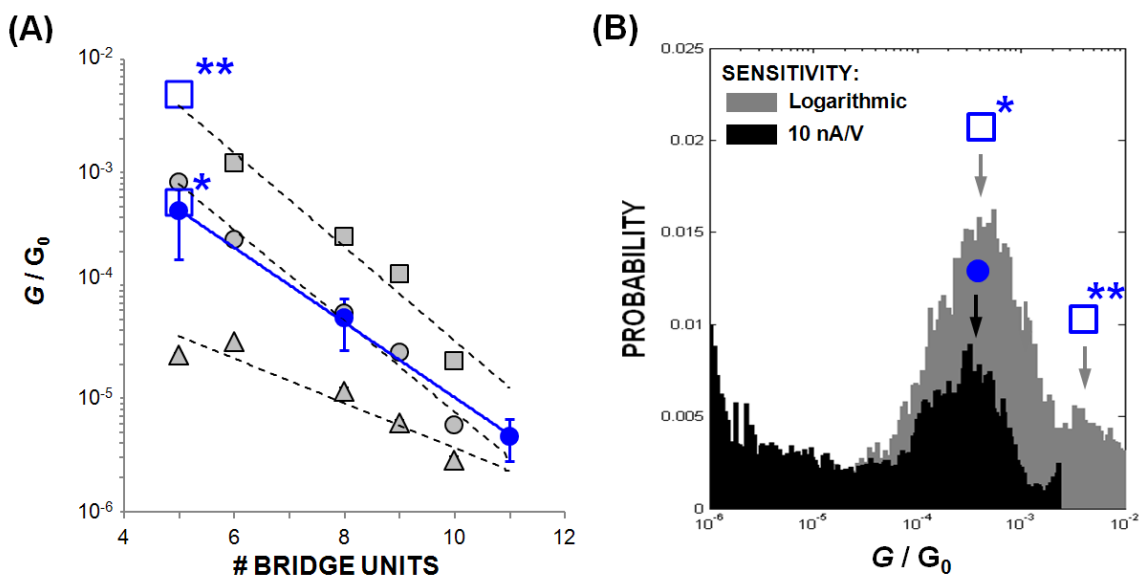 (A)
10^-2
10^-3
10^-4
10^-5
10^-6
G / G₀
**
*
4
6
8
10
12
# BRIDGE UNITS
(B)
0.025
0.02
0.015
0.01
0.005
0
PROBABILITY
SENSITIVITY:
Logarithmic
10 nA/V
*
**
10^-6
10^-5
10^-4
10^-3
10^-2
G / G₀